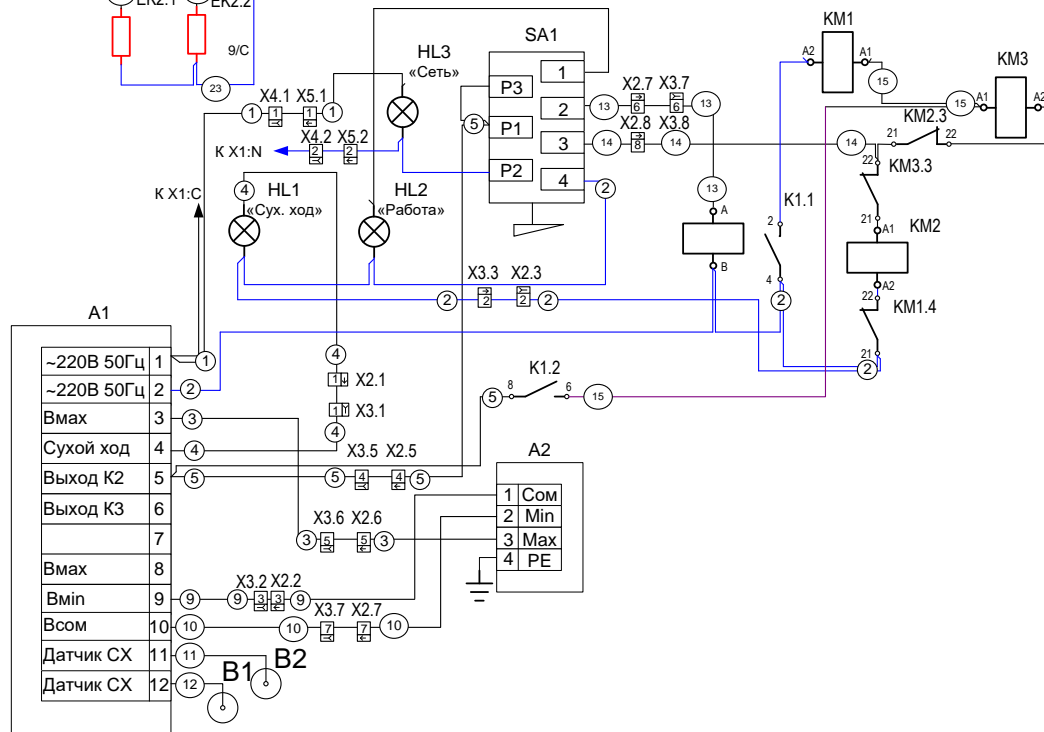 ЕК2.1
ЕК2.2
9/С
23
SA1
HL3
«Сеть»
X4.1 X5.1
1 1 1 1
X4.2 X5.2
2 2
К X1:N
P3
P1
P2
1
2
3
4
5
13
X2.7 X3.7
6 6
13
X2.8 X3.8
14 8 14
2
KM1
A2
A1
15
KM3
15
A1
A2
KM2.3
21
22
14
22
KM3.3
21
A1
KM2
A2
22
KM1.4
21
2
13
A
B
K1.1
2
4
2
4
HL1
«Сух. ход»
HL2
«Работа»
К X1:C
X3.3 X2.3
2 2 2 2
4
1 X2.1
1 X3.1
4
K1.2
5 8 6 15
A1
~220В 50Гц 1 1
~220В 50Гц 2 2
Вмах 3 3
Сухой ход 4 4
Выход К2 5 5
Выход К3 6
7
Вмах 8
Вмin 9 9
Всом 10 10
Датчик СХ 11 11
Датчик СХ 12 12
X3.5 X2.5
5 4 4 5
X3.6 X2.6
3 5 5 3
X3.2 X2.2
9 3 3 9
X3.7 X2.7
10 7 7 10
A2
1 Сом
2 Min
3 Max
4 PE
B1
B2